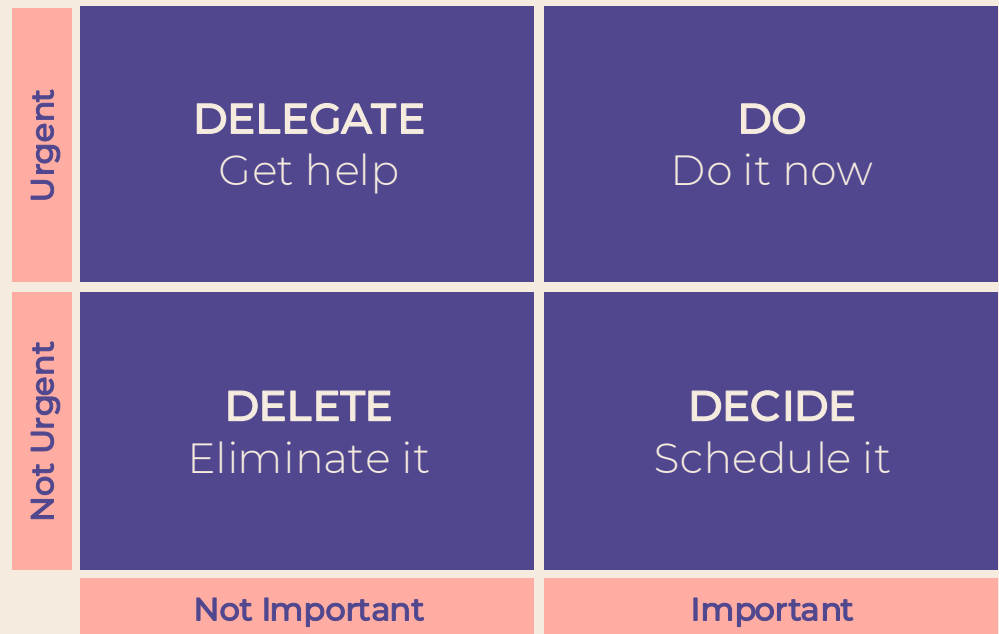 Urgent
DELEGATE
Get help
DO
Do it now
Not Urgent
DELETE
Eliminate it
DECIDE
Schedule it
Not Important
Important